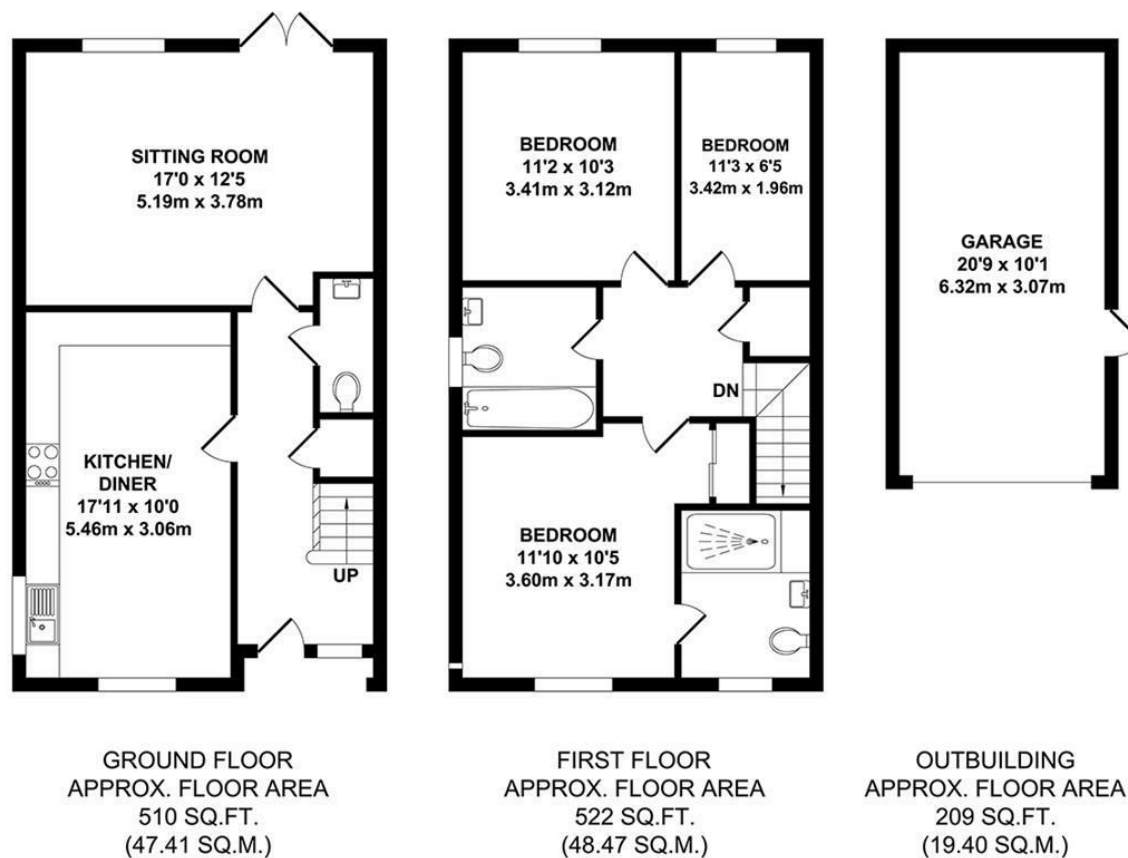 SITTING ROOM
17'0 x 12'5
5.19m x 3.78m
KITCHEN/
DINER
17'11 x 10'0
5.46m x 3.06m
UP
GROUND FLOOR
APPROX. FLOOR AREA
510 SQ.FT.
(47.41 SQ.M.)
BEDROOM
11'2 x 10'3
3.41m x 3.12m
BEDROOM
11'3 x 6'5
3.42m x 1.96m
DN
BEDROOM
11'10 x 10'5
3.60m x 3.17m
FIRST FLOOR
APPROX. FLOOR AREA
522 SQ.FT.
(48.47 SQ.M.)
GARAGE
20'9 x 10'1
6.32m x 3.07m
OUTBUILDING
APPROX. FLOOR AREA
209 SQ.FT.
(19.40 SQ.M.)